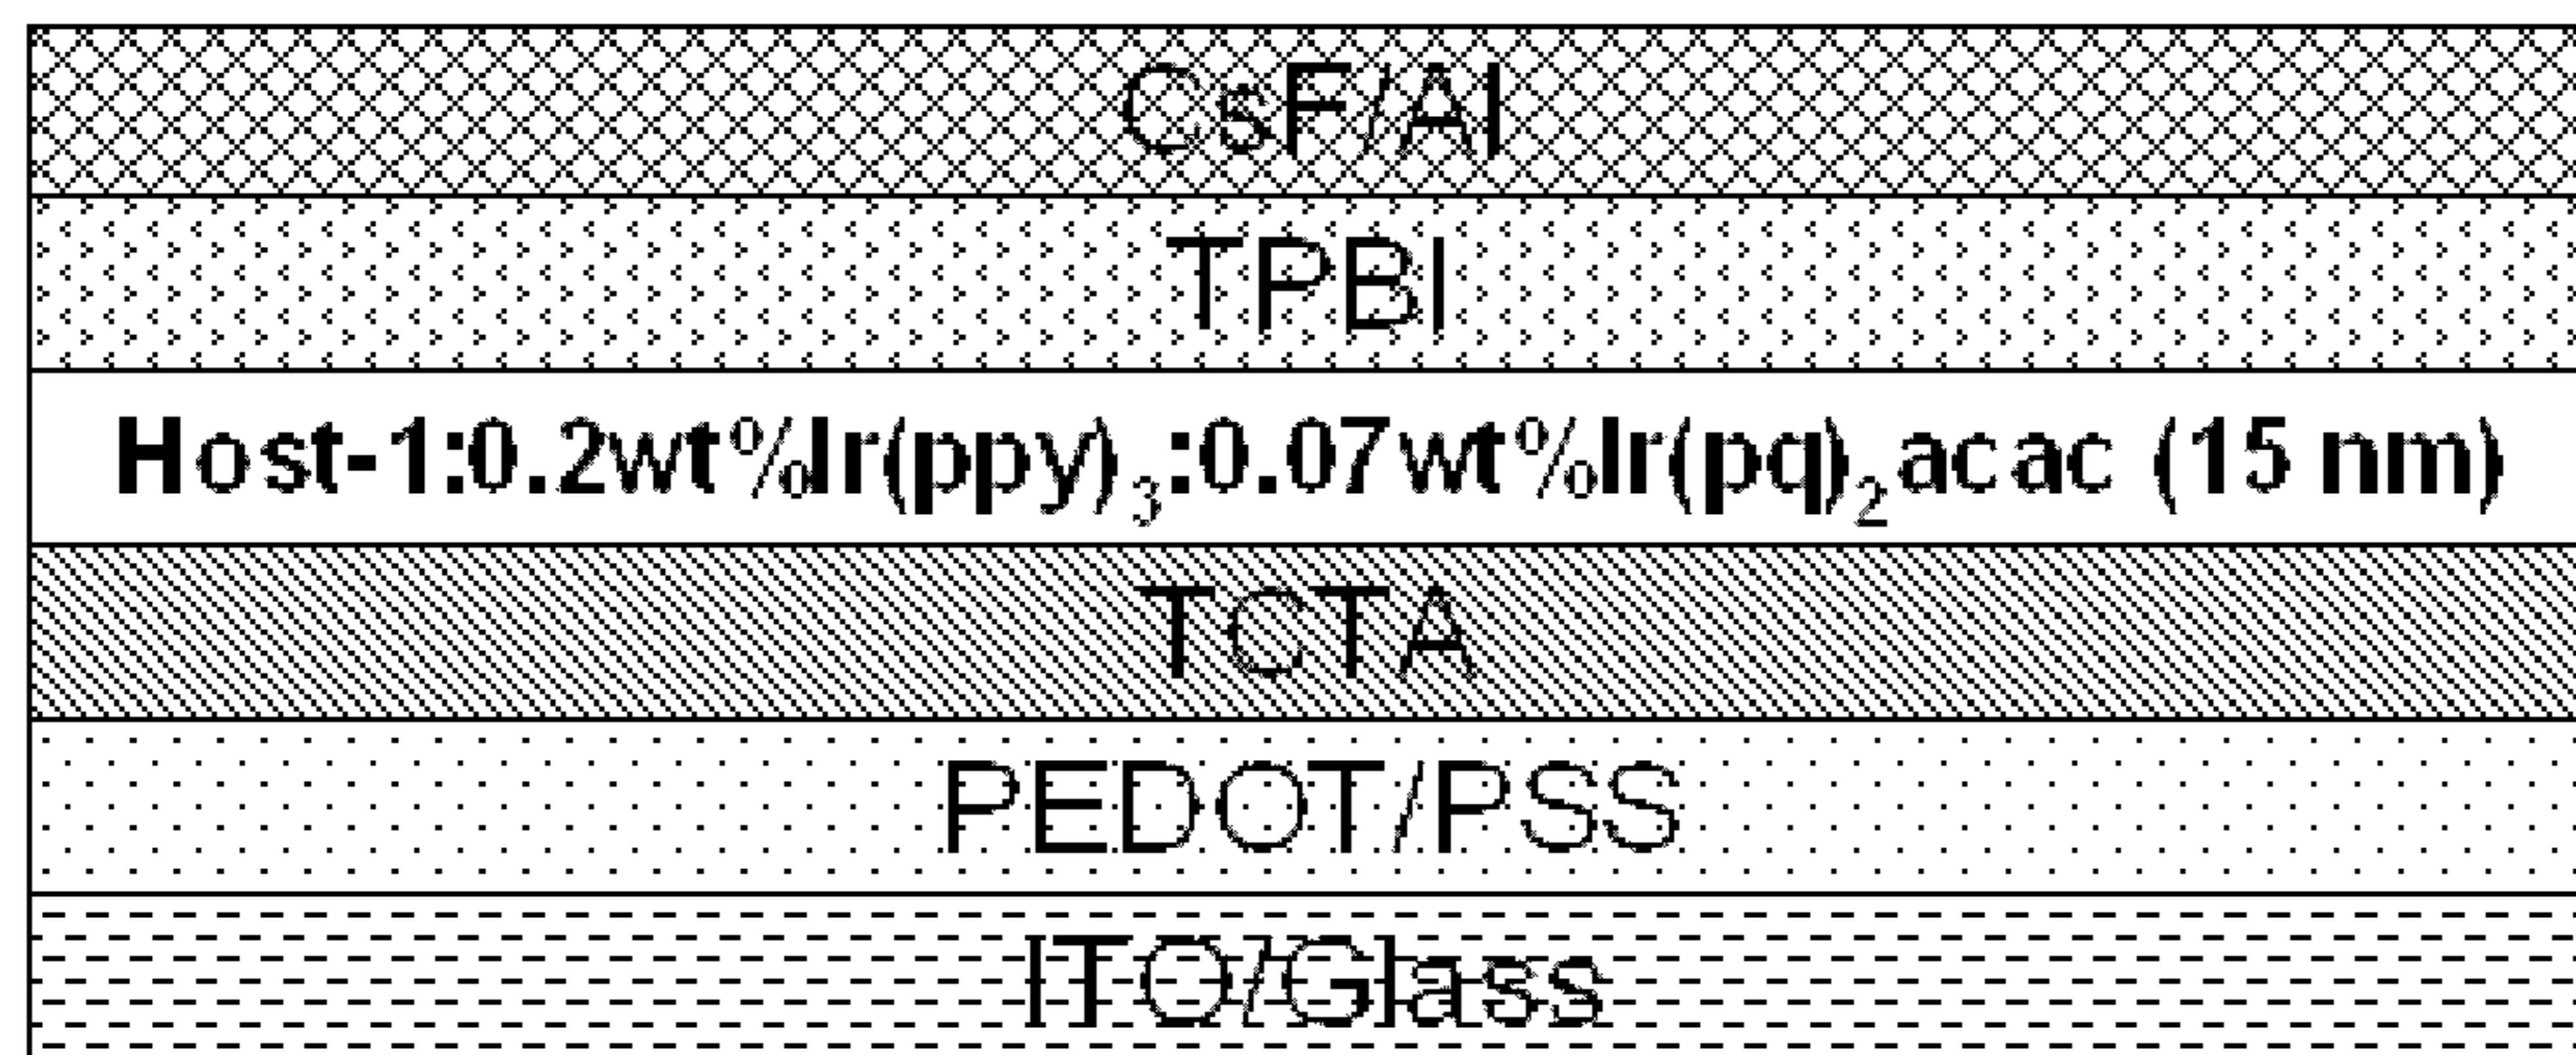 CsF/Al
TPBI
Host-1:0.2wt%Ir(ppy)₃:0.07wt%Ir(pq)₂acac (15 nm)
TCTA
PEDOT/PSS
ITO/Glass